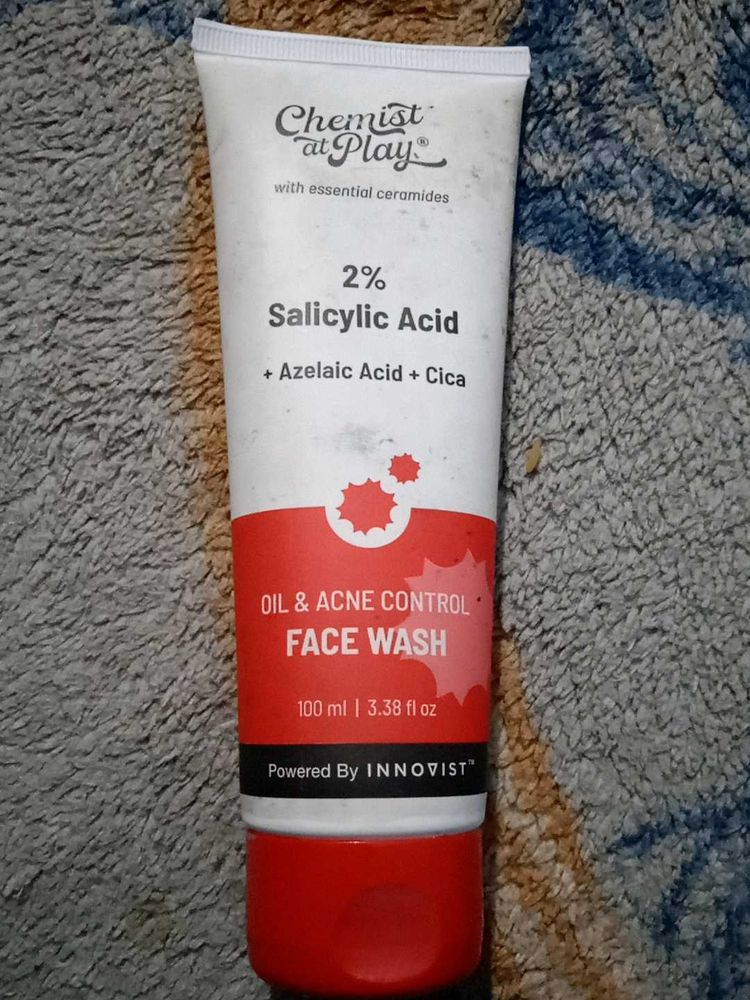 Chemist
at Play®
with essential ceramides
2%
Salicylic Acid
+ Azelaic Acid + Cica
OIL & ACNE CONTROL
FACE WASH
100 ml | 3.38 fl oz
Powered By INNOVIST™